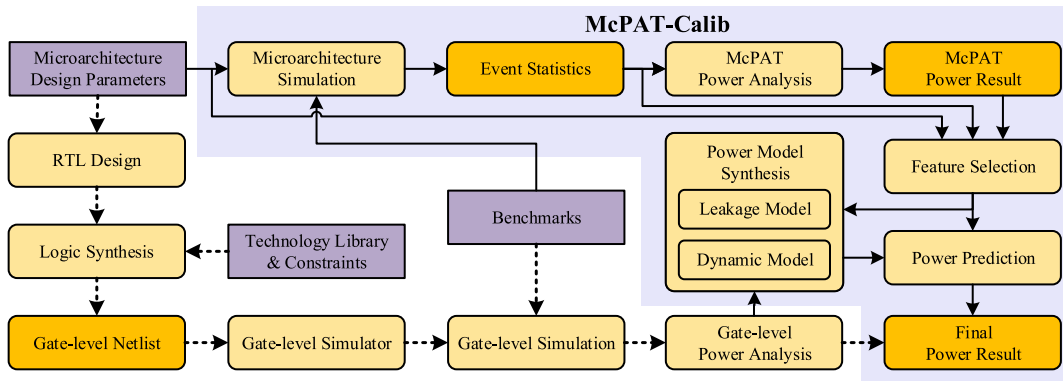 McPAT-Calib
Microarchitecture
Design Parameters
Microarchitecture
Simulation
Event Statistics
McPAT
Power Analysis
McPAT
Power Result
RTL Design
Power Model
Synthesis
Feature Selection
Leakage Model
Benchmarks
Logic Synthesis
Technology Library
& Constraints
Dynamic Model
Power Prediction
Gate-level Netlist
Gate-level Simulator
Gate-level Simulation
Gate-level
Power Analysis
Final
Power Result